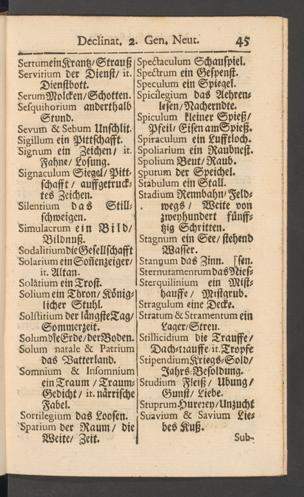 Declinat. 2. Gen. Neut. 45
Sertum ein Krantz/ Strauß
Servitium der Dienst/ it.
Dienstbott.
Serum Molcken/ Schotten.
Sesquihorium anderthalb
Stund.
Sevum & Sebum Unschlit.
Sigillum ein Pittschafft.
Signum ein Zeichen/ it.
Fahne/ Losung.
Signaculum Siegel/ Pitt-
schafft/ auffgetruck-
tes Zeichen.
Silentium das Still-
schweigen.
Simulacrum ein Bild/
Bildnuß.
Sodalitium die Gesellschafft
Solarium ein Sonenzeiger/
it. Altan.
Solatium ein Trost.
Solium ein Thron/ König-
licher Stuhl.
Solstitium der längste Tag/
Sommerzeit.
Solum die Erde/ der Boden.
Solum natale & Patrium
das Vatterland.
Somnium & Insomnium
ein Traum/ Traum-
Gedicht/ it. närrische
Fabel.
Sortilegium das Loosen.
Spatium der Raum/ die
Weite/ Zeit.
Spectaculum Schauspiel.
Spectrum ein Gespenst.
Speculum ein Spiegel.
Spicilegium das Aehren-
lesen/ Nacherndte.
Spiculum kleiner Spieß/
Pfeil/ Eisen am Spieß.
Spiraculum ein Lufftloch.
Spoliarium ein Raubnest.
Spolium Beut/ Raub.
Sputum der Speichel.
Stabulum ein Stall.
Stadium Rennbahn/ Feld-
wegs/ Weite von
zweyhundert fünff-
tzig Schritten.
Stagnum ein See/ stehend
Wasser.
Stangum das Zinn. [sen.
Sternutamentum das Nies-
Sterquilinium ein Mist-
hauffe/ Mistgrub.
Stragulum eine Decke.
Stratum & Stramentum ein
Lager/ Streu.
Stillicidium die Trauffe/
Dach-trauffe it. Tropfe
Stipendium Kriegs-Sold/
Jahrs-Besoldung.
Studium Fleiß/ Ubung/
Gunst/ Liebe.
Stuprum Hurerey/ Unzucht
Suavium & Savium Lie-
bes Kuß.
Sub-